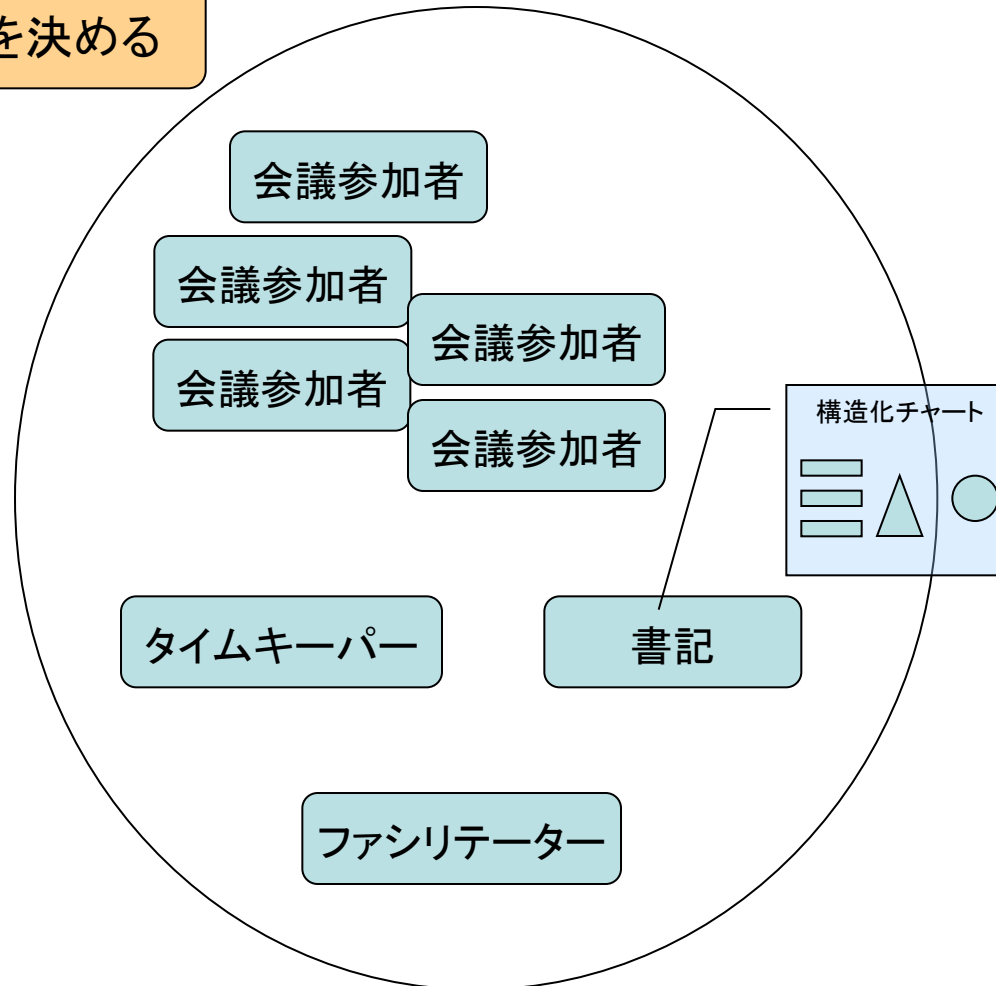 を決める
会議参加者
会議参加者
会議参加者
会議参加者
会議参加者
構造化チャート
タイムキーパー
書記
ファシリテーター